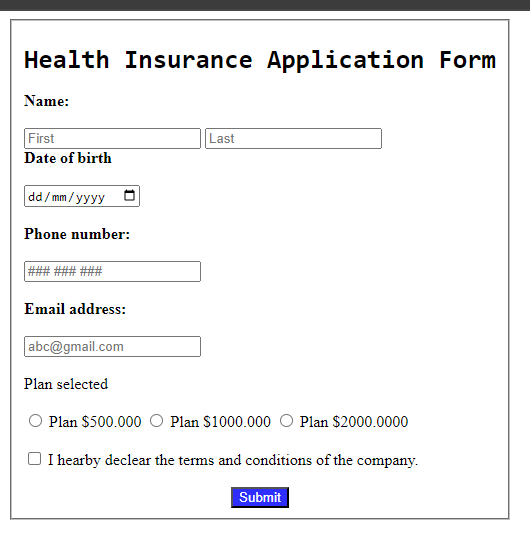 Health Insurance Application Form
Name:
First Last
Date of birth
dd/mm/yyyy
Phone number:
### ### ###
Email address:
abc@gmail.com
Plan selected
Plan $500.000 Plan $1000.000 Plan $2000.0000
I hearby declear the terms and conditions of the company.
Submit